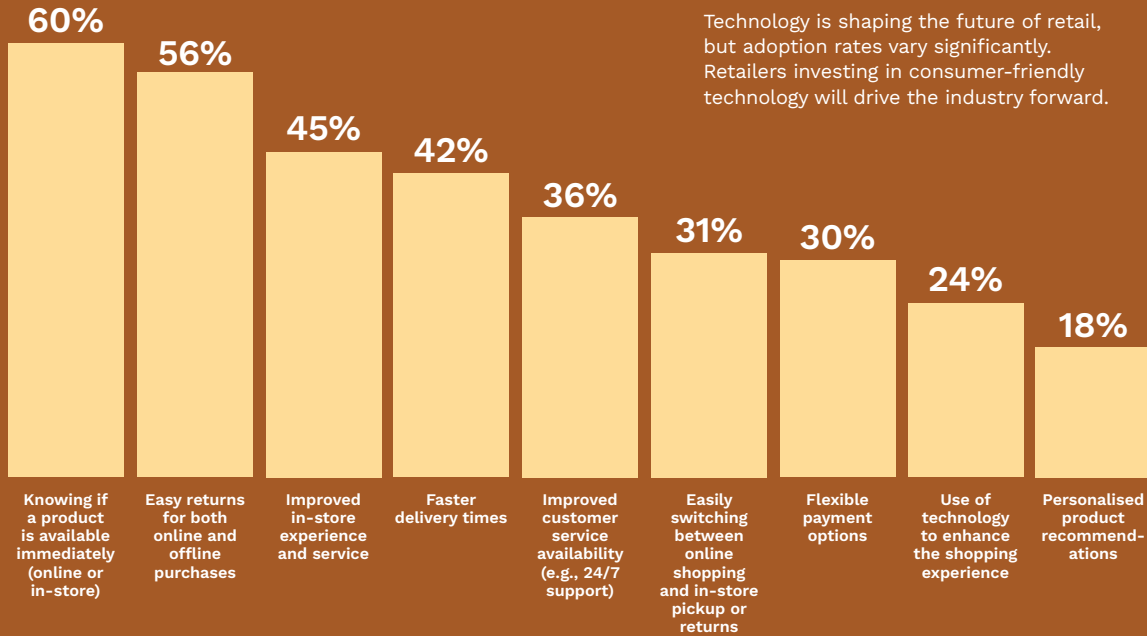 60%
56%
45%
42%
36%
31%
30%
24%
18%
Technology is shaping the future of retail,
but adoption rates vary significantly.
Retailers investing in consumer-friendly
technology will drive the industry forward.
Knowing if
a product
is available
immediately
(online or
in-store)
Easy returns
for both
online and
offline
purchases
Improved
in-store
experience
and service
Faster
delivery times
Improved
customer
service
availability
(e.g., 24/7
support)
Easily
switching
between
online
shopping
and in-store
pickup or
returns
Flexible
payment
options
Use of
technology
to enhance
the shopping
experience
Personalised
product
recommend-
ations